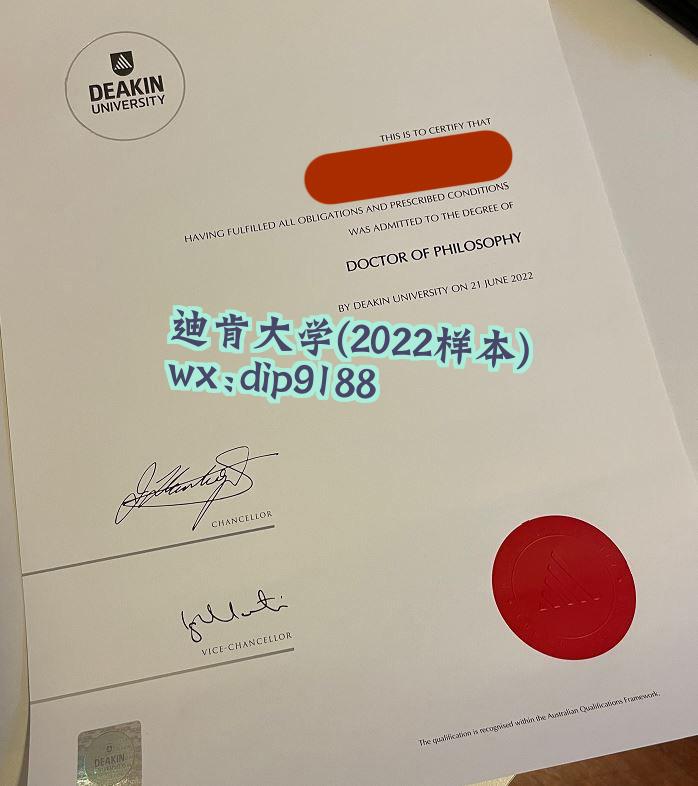 DEAKIN
UNIVERSITY
THIS IS TO CERTIFY THAT
HAVING FULFILLED ALL OBLIGATIONS AND PRESCRIBED CONDITIONS
WAS ADMITTED TO THE DEGREE OF
DOCTOR OF PHILOSOPHY
BY DEAKIN UNIVERSITY ON 21 JUNE 2022
迪肯大学(2022样本)
wx:dip9188
CHANCELLOR
VICE-CHANCELLOR
DEAKIN
UNIVERSITY
The qualification is recognised within the Australian Qualifications Framework.